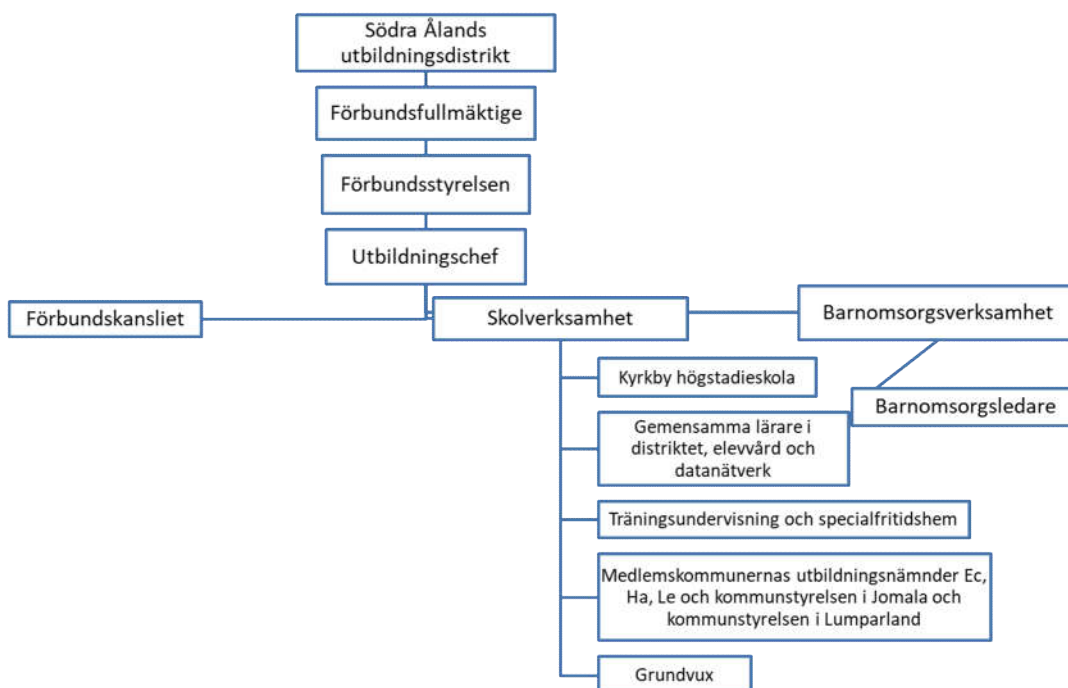 Södra Ålands
utbildningsdistrikt
Förbundsfullmäktige
Förbundsstyrelsen
Utbildningschef
Förbundskansliet
Skolverksamhet
Barnomsorgsverksamhet
Kyrkby högstadieskola
Barnomsorgsledare
Gemensamma lärare i
distriktet, elevvård och
datanätverk
Träningsundervisning och specialfritidshem
Medlemskommunernas utbildningsnämnder Ec,
Ha, Le och kommunstyrelsen i Jomala och
kommunstyrelsen i Lumparland
Grundvux